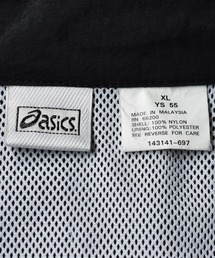 asics.
XL
YS 55
MADE IN MALAYSIA
RN 66200
SHELL: 100% NYLON
LINING: 100% POLYESTER
SEE REVERSE FOR CARE
143141-697